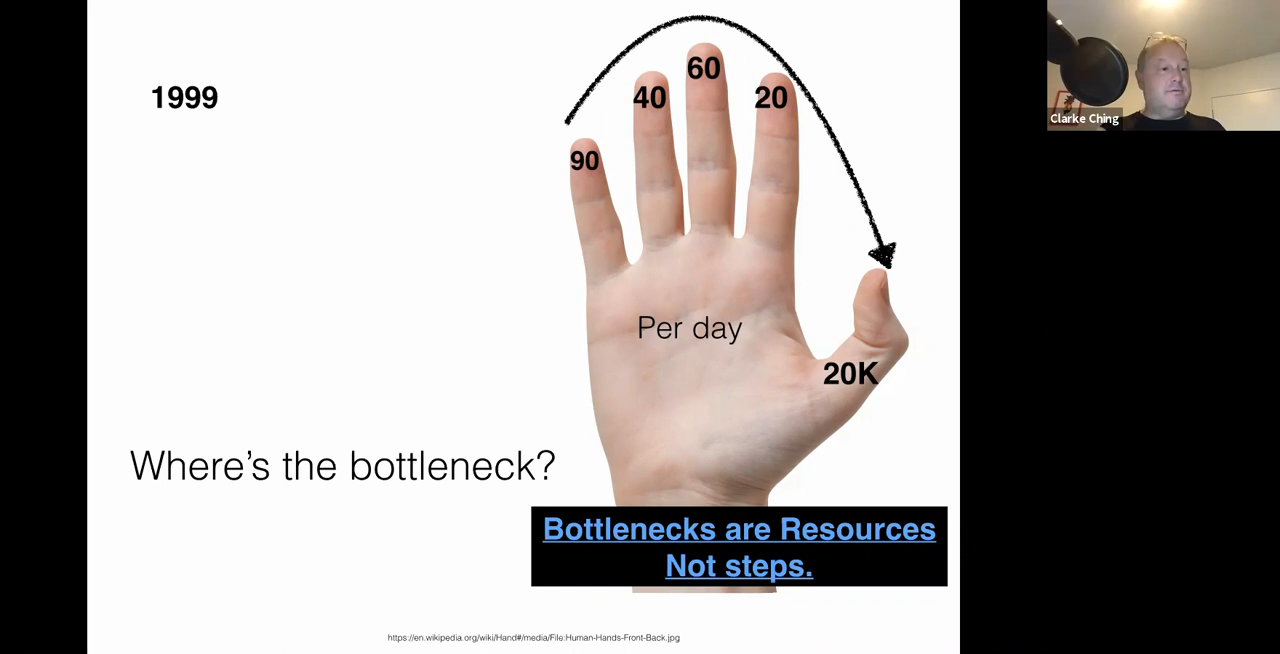 1999
90
40
60
20
Per day
20K
Where's the bottleneck?
Bottlenecks are Resources
Not steps.
https://en.wikipedia.org/wiki/Hand#/media/File:Human-Hands-Front-Back.jpg
Clarke Ching